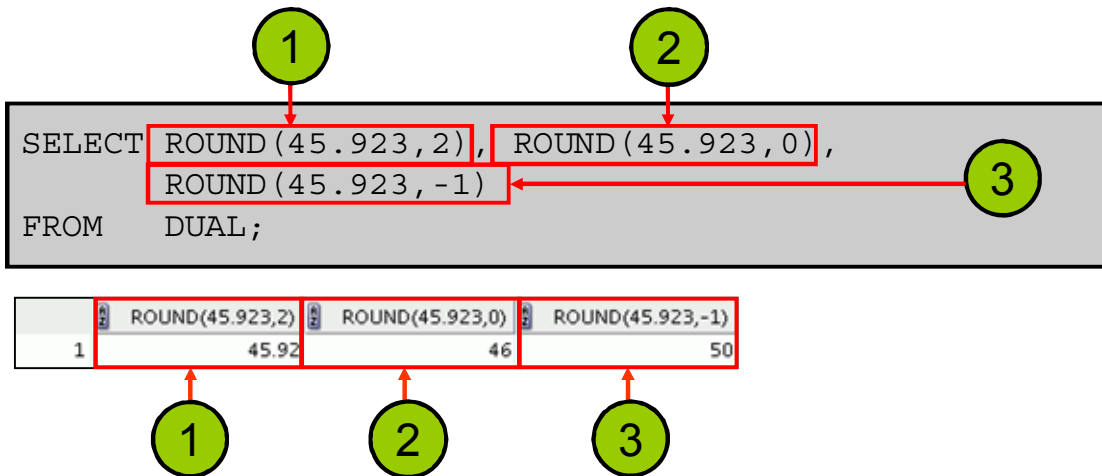 1 2
SELECT ROUND(45.923,2), ROUND(45.923,0),
ROUND(45.923,-1) 3
FROM DUAL;
ROUND(45.923,2) ROUND(45.923,0) ROUND(45.923,-1)
1 45.92 46 50
1 2 3